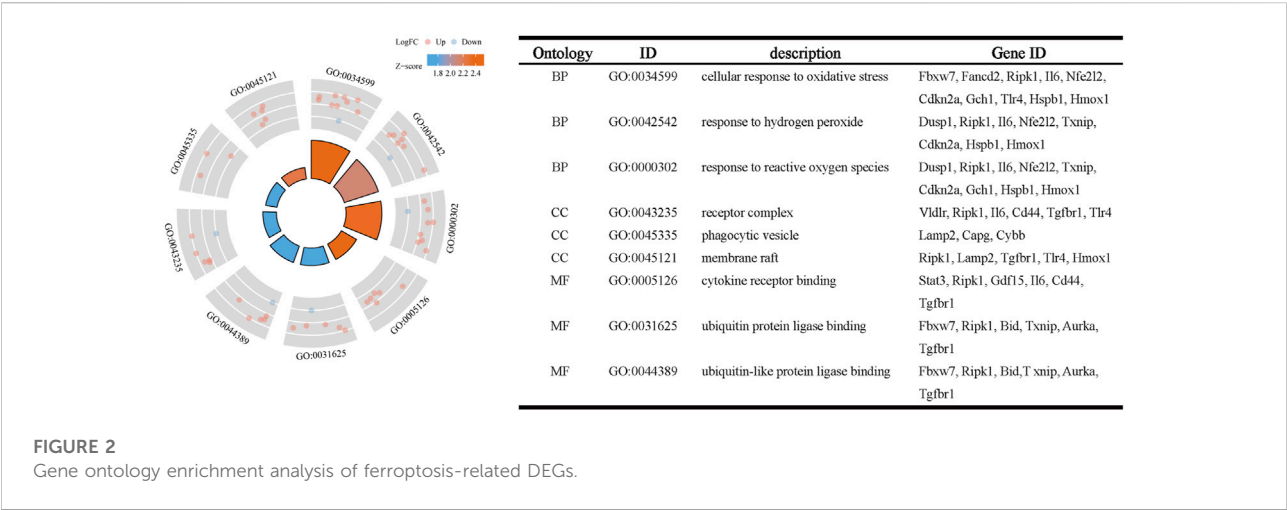 LogFC Up Down
Z-score
1.8 2.0 2.2 2.4
GO:0034599
GO:0042542
GO:0000302
GO:0005126
GO:0031625
GO:0044389
GO:0043235
GO:0045335
GO:0045121
Ontology ID description Gene ID
BP GO:0034599 cellular response to oxidative stress Fbxw7, Fancd2, Ripk1, Il6, Nfe2l2,
Cdkn2a, Gch1, Tlr4, Hspb1, Hmox1
BP GO:0042542 response to hydrogen peroxide Dusp1, Ripk1, Il6, Nfe2l2, Txnip,
Cdkn2a, Hspb1, Hmox1
BP GO:0000302 response to reactive oxygen species Dusp1, Ripk1, Il6, Nfe2l2, Txnip,
Cdkn2a, Gch1, Hspb1, Hmox1
CC GO:0043235 receptor complex Vldlr, Ripk1, Il6, Cd44, Tgfbr1, Tlr4
CC GO:0045335 phagocytic vesicle Lamp2, Capg, Cybb
CC GO:0045121 membrane raft Ripk1, Lamp2, Tgfbr1, Tlr4, Hmox1
MF GO:0005126 cytokine receptor binding Stat3, Ripk1, Gdf15, Il6, Cd44,
Tgfbr1
MF GO:0031625 ubiquitin protein ligase binding Fbxw7, Ripk1, Bid, Txnip, Aurka,
Tgfbr1
MF GO:0044389 ubiquitin-like protein ligase binding Fbxw7, Ripk1, Bid,T xnip, Aurka,
Tgfbr1
FIGURE 2
Gene ontology enrichment analysis of ferroptosis-related DEGs.